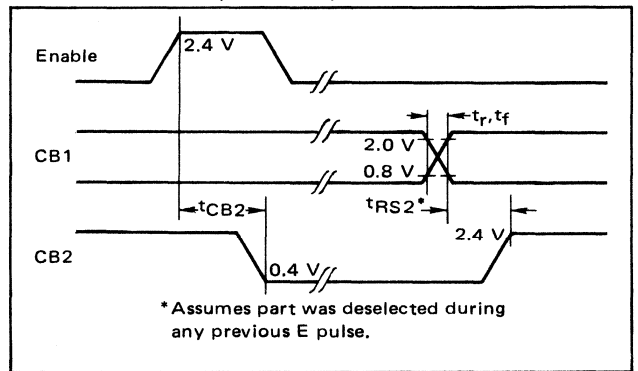 Enable
2.4 V
tr, tf
CB1
2.0 V
0.8 V
tCB2
tRS2*
2.4 V
CB2
0.4 V
*Assumes part was deselected during
any previous E pulse.